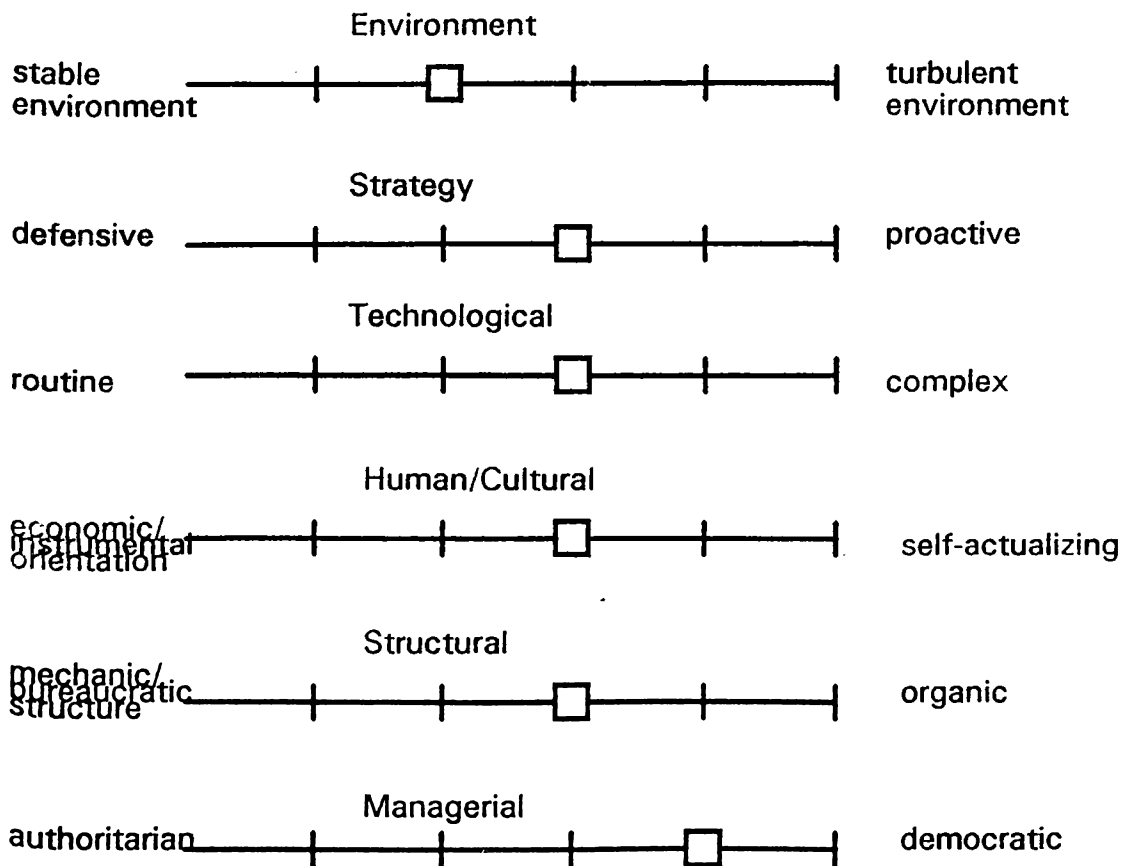 Environment
stable
environment
turbulent
environment
Strategy
defensive
proactive
Technological
routine
complex
Human/Cultural
economic/
instrumental
orientation
self-actualizing
Structural
mechanic/
bureaucratic
structure
organic
Managerial
authoritarian
democratic